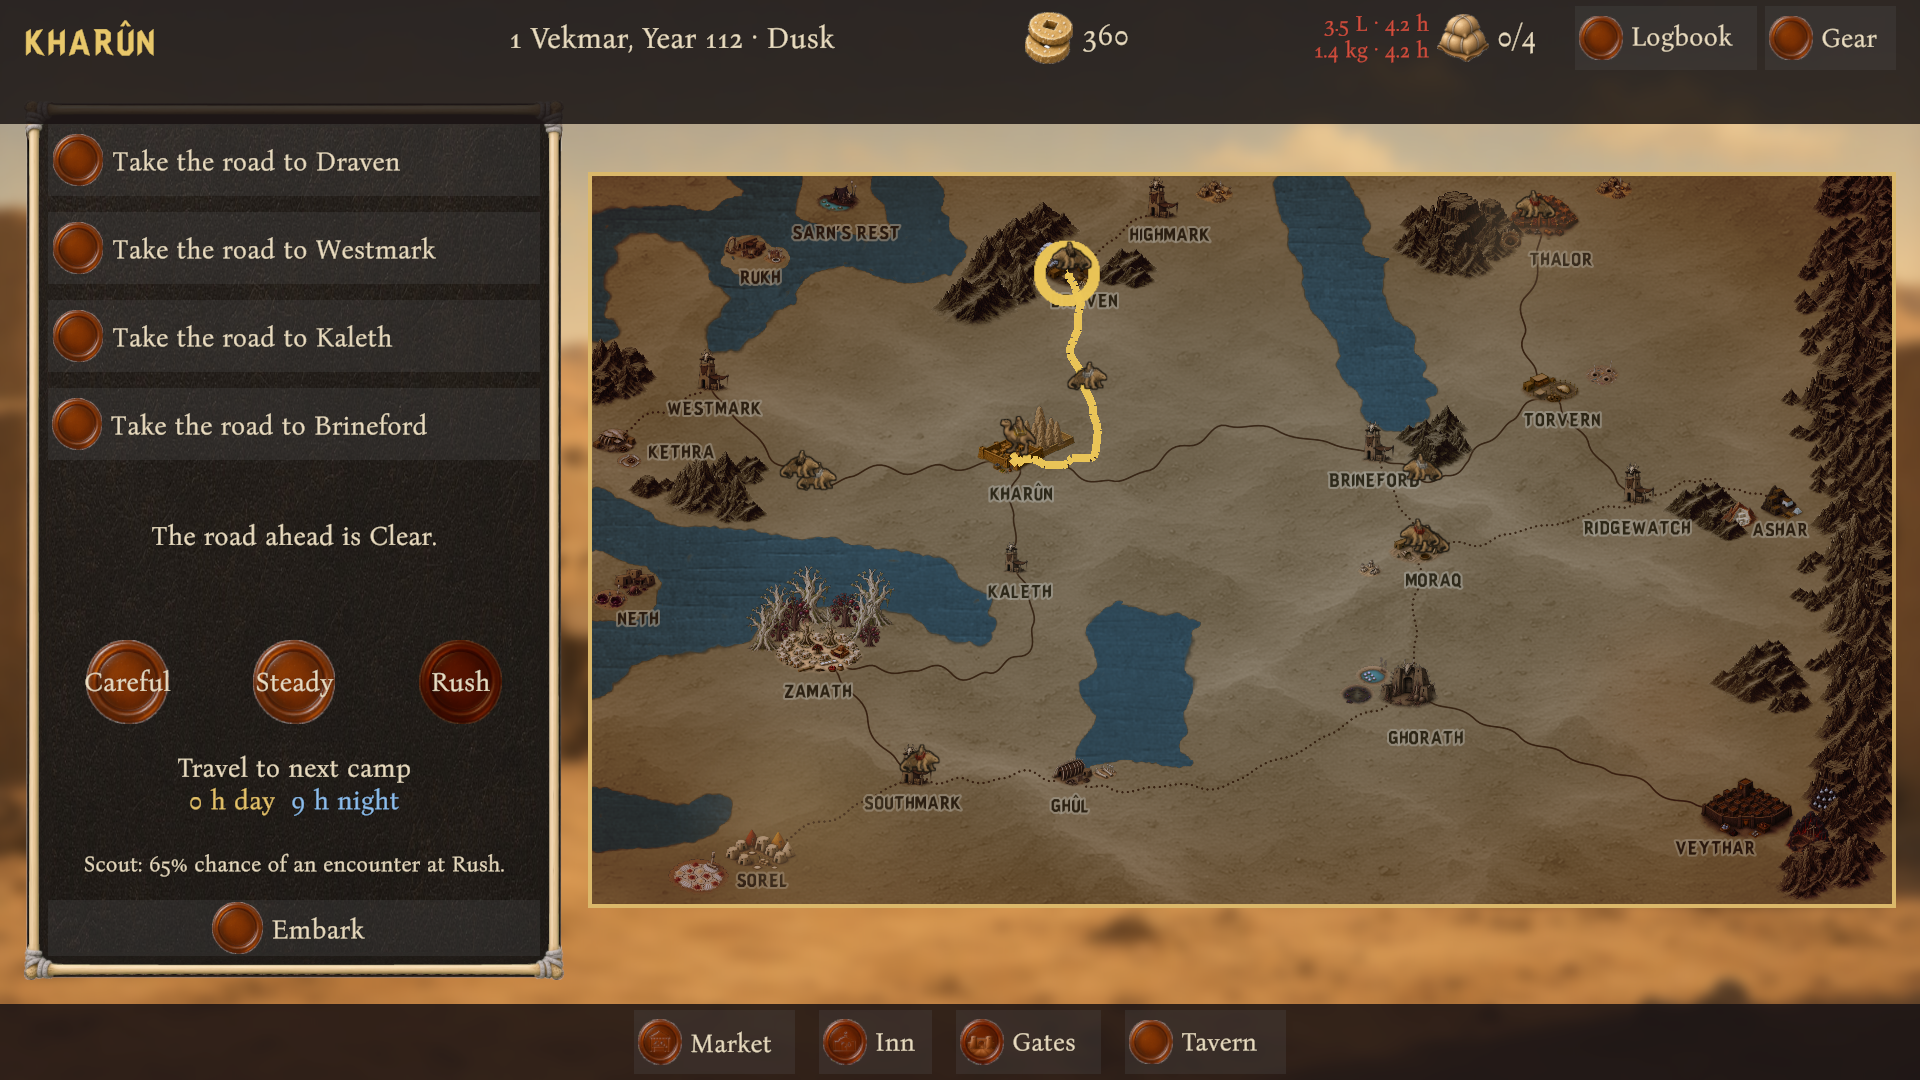 KHARÛN
1 Vekmar, Year 112 · Dusk
360
3.5 L · 4.2 h
1.4 kg · 4.2 h
0/4
Logbook
Gear
Take the road to Draven
Take the road to Westmark
Take the road to Kaleth
Take the road to Brineford
The road ahead is Clear.
Careful
Steady
Rush
Travel to next camp
0 h day 9 h night
Scout: 65% chance of an encounter at Rush.
Embark
SARN'S REST
HIGHMARK
RUKH
THALOR
WESTMARK
TORVERN
KETHRA
BRINEFORD
KHARÛN
RIDGEWATCH
ASHAR
MORAQ
KALETH
NETH
ZAMATH
GHORATH
SOUTHMARK
GHÛL
VEYTHAR
SOREL
Market
Inn
Gates
Tavern